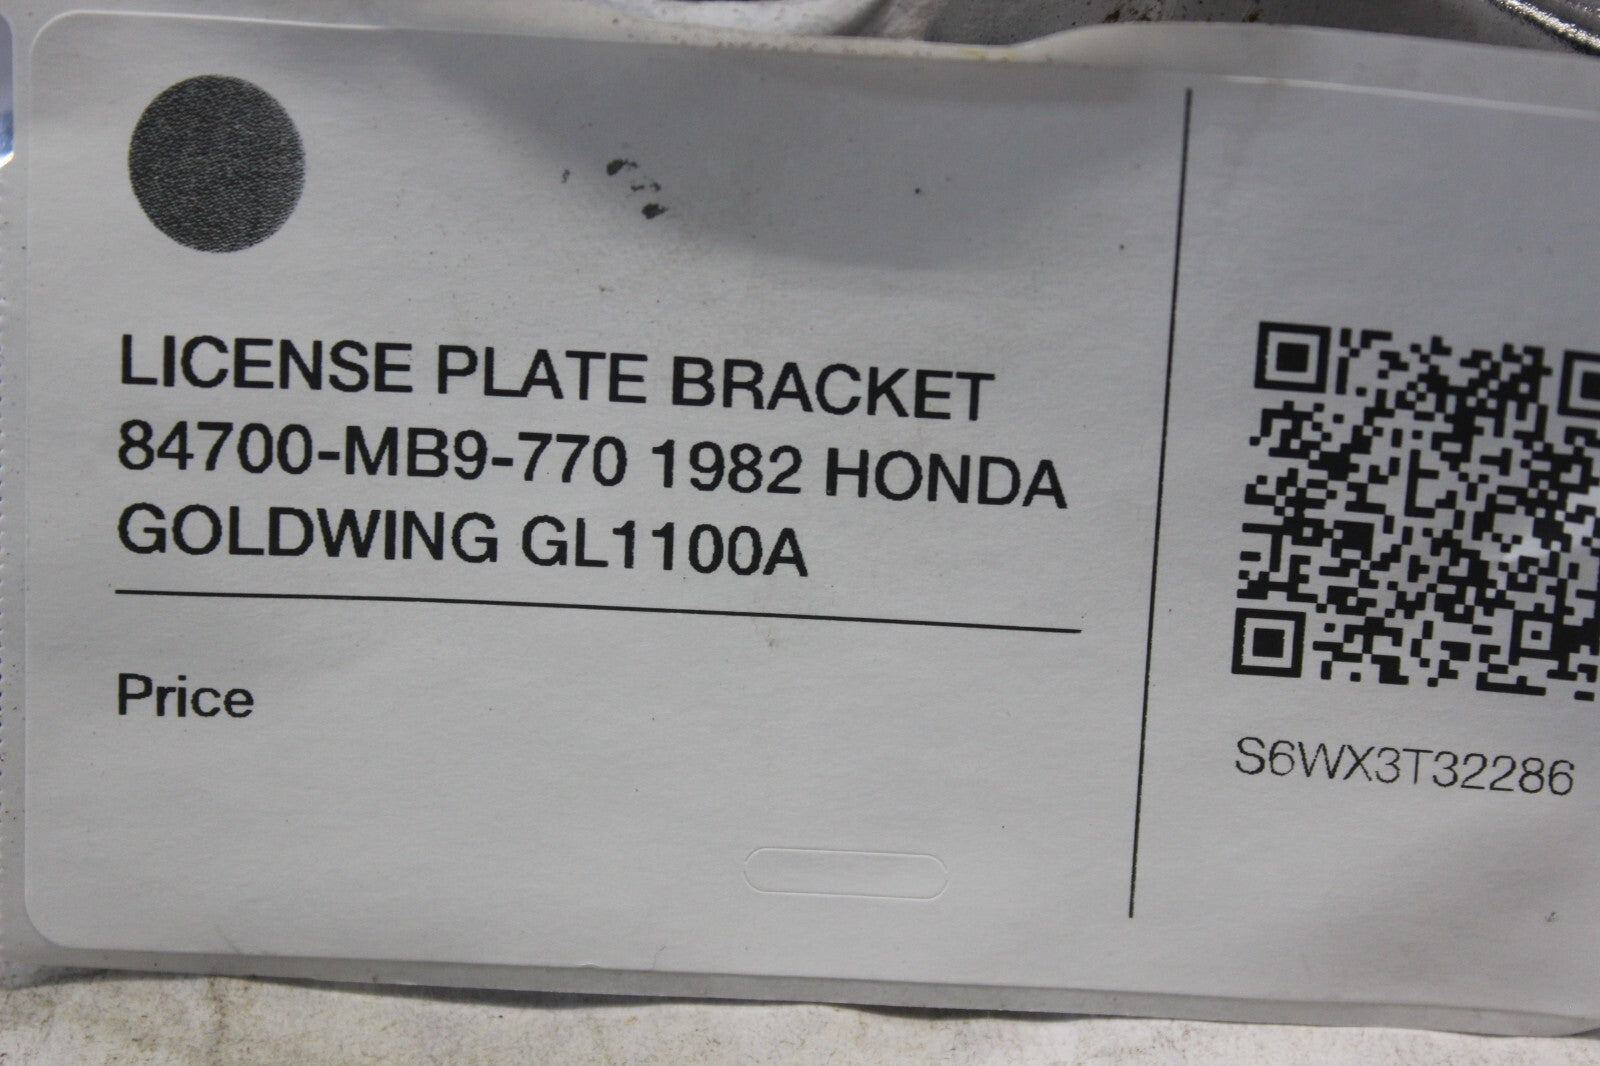 LICENSE PLATE BRACKET
84700-MB9-770 1982 HONDA
GOLDWING GL1100A
Price
S6WX3T32286